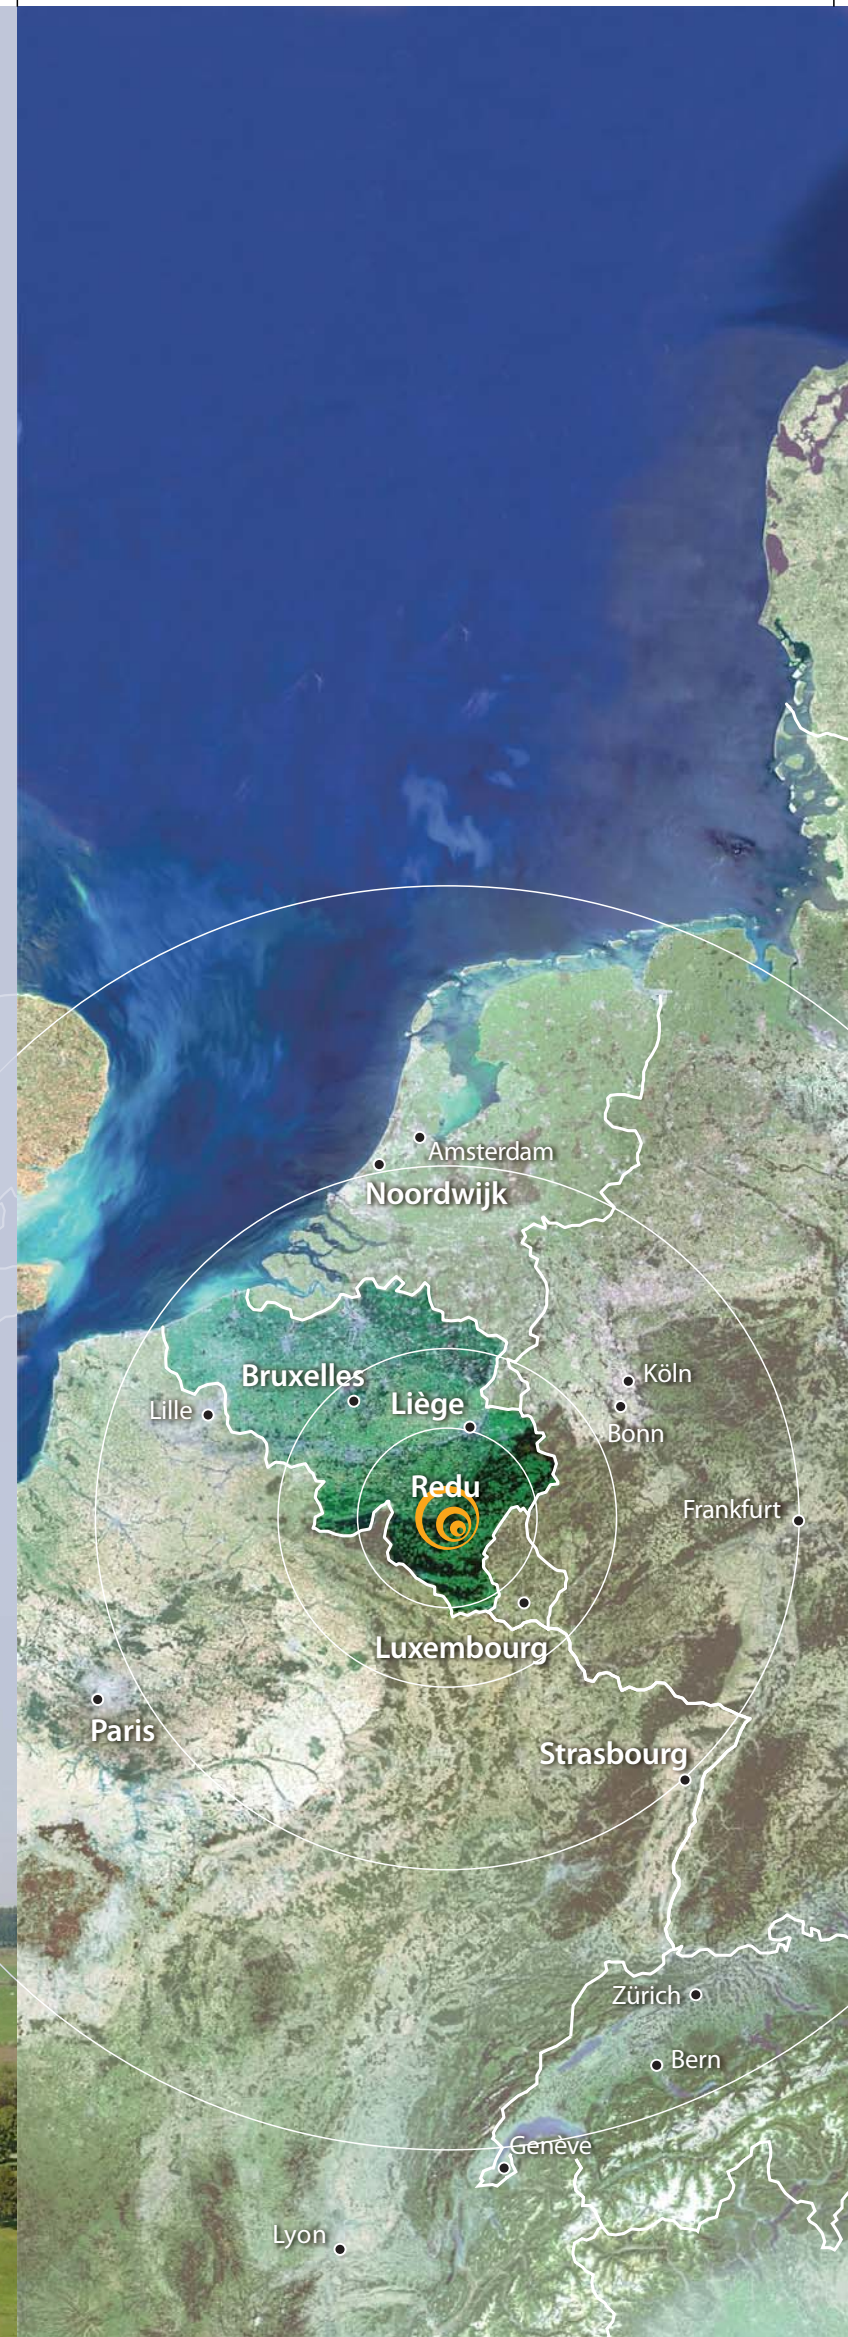 Amsterdam
Noordwijk
Köln
Bruxelles
Liège
Lille
Bonn
Redu
Frankfurt
Luxembourg
Paris
Strasbourg
Zürich
Bern
Genève
Lyon